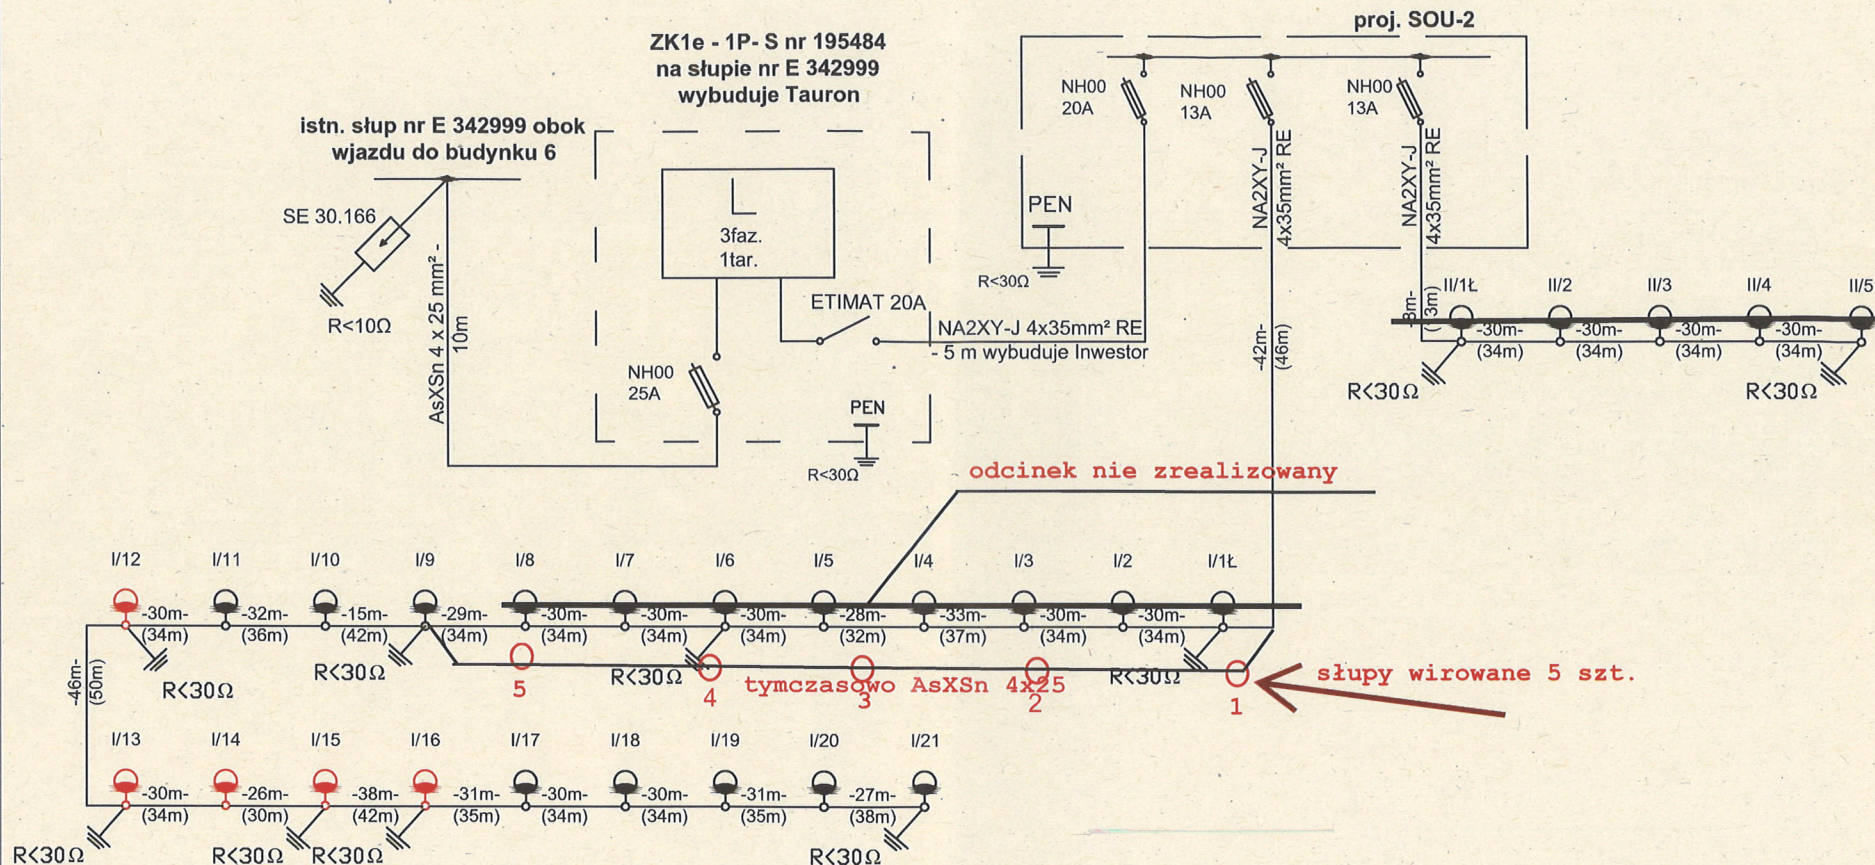 proj. SOU-2
ZK1e - 1P- S nr 195484
na słupie nr E 342999
wybuduje Tauron
istn. słup nr E 342999 obok
wjazdu do budynku 6
SE 30.166
R<10Ω
AsXSn 4 x 25 mm² -
10m
3faz.
1tar.
ETIMAT 20A
NH00
25A
PEN
R<30Ω
NA2XY-J 4x35mm² RE
- 5 m wybuduje Inwestor
NH00
20A
NH00
13A
NH00
13A
PEN
R<30Ω
NA2XY-J
4x35mm² RE
NA2XY-J
4x35mm² RE
-42m-
(46m)
II/1Ł II/2 II/3 II/4 II/5
-30m- -30m- -30m- -30m-
(34m) (34m) (34m) (34m)
R<30Ω R<30Ω
odcinek nie zrealizowany
I/12 I/11 I/10 I/9 I/8 I/7 I/6 I/5 I/4 I/3 I/2 I/1Ł
-30m- -32m- -15m- -29m- -30m- -30m- -30m- -28m- -33m- -30m- -30m-
(34m) (36m) (42m) (34m) (34m) (34m) (34m) (32m) (37m) (34m) (34m)
R<30Ω R<30Ω R<30Ω R<30Ω
-46m-
(50m)
tymczasowo AsXSn 4x25
5 4 3 2 1
słupy wirowane 5 szt.
I/13 I/14 I/15 I/16 I/17 I/18 I/19 I/20 I/21
-30m- -26m- -38m- -31m- -30m- -30m- -31m- -27m-
(34m) (30m) (42m) (35m) (34m) (34m) (35m) (38m)
R<30Ω R<30Ω R<30Ω R<30Ω